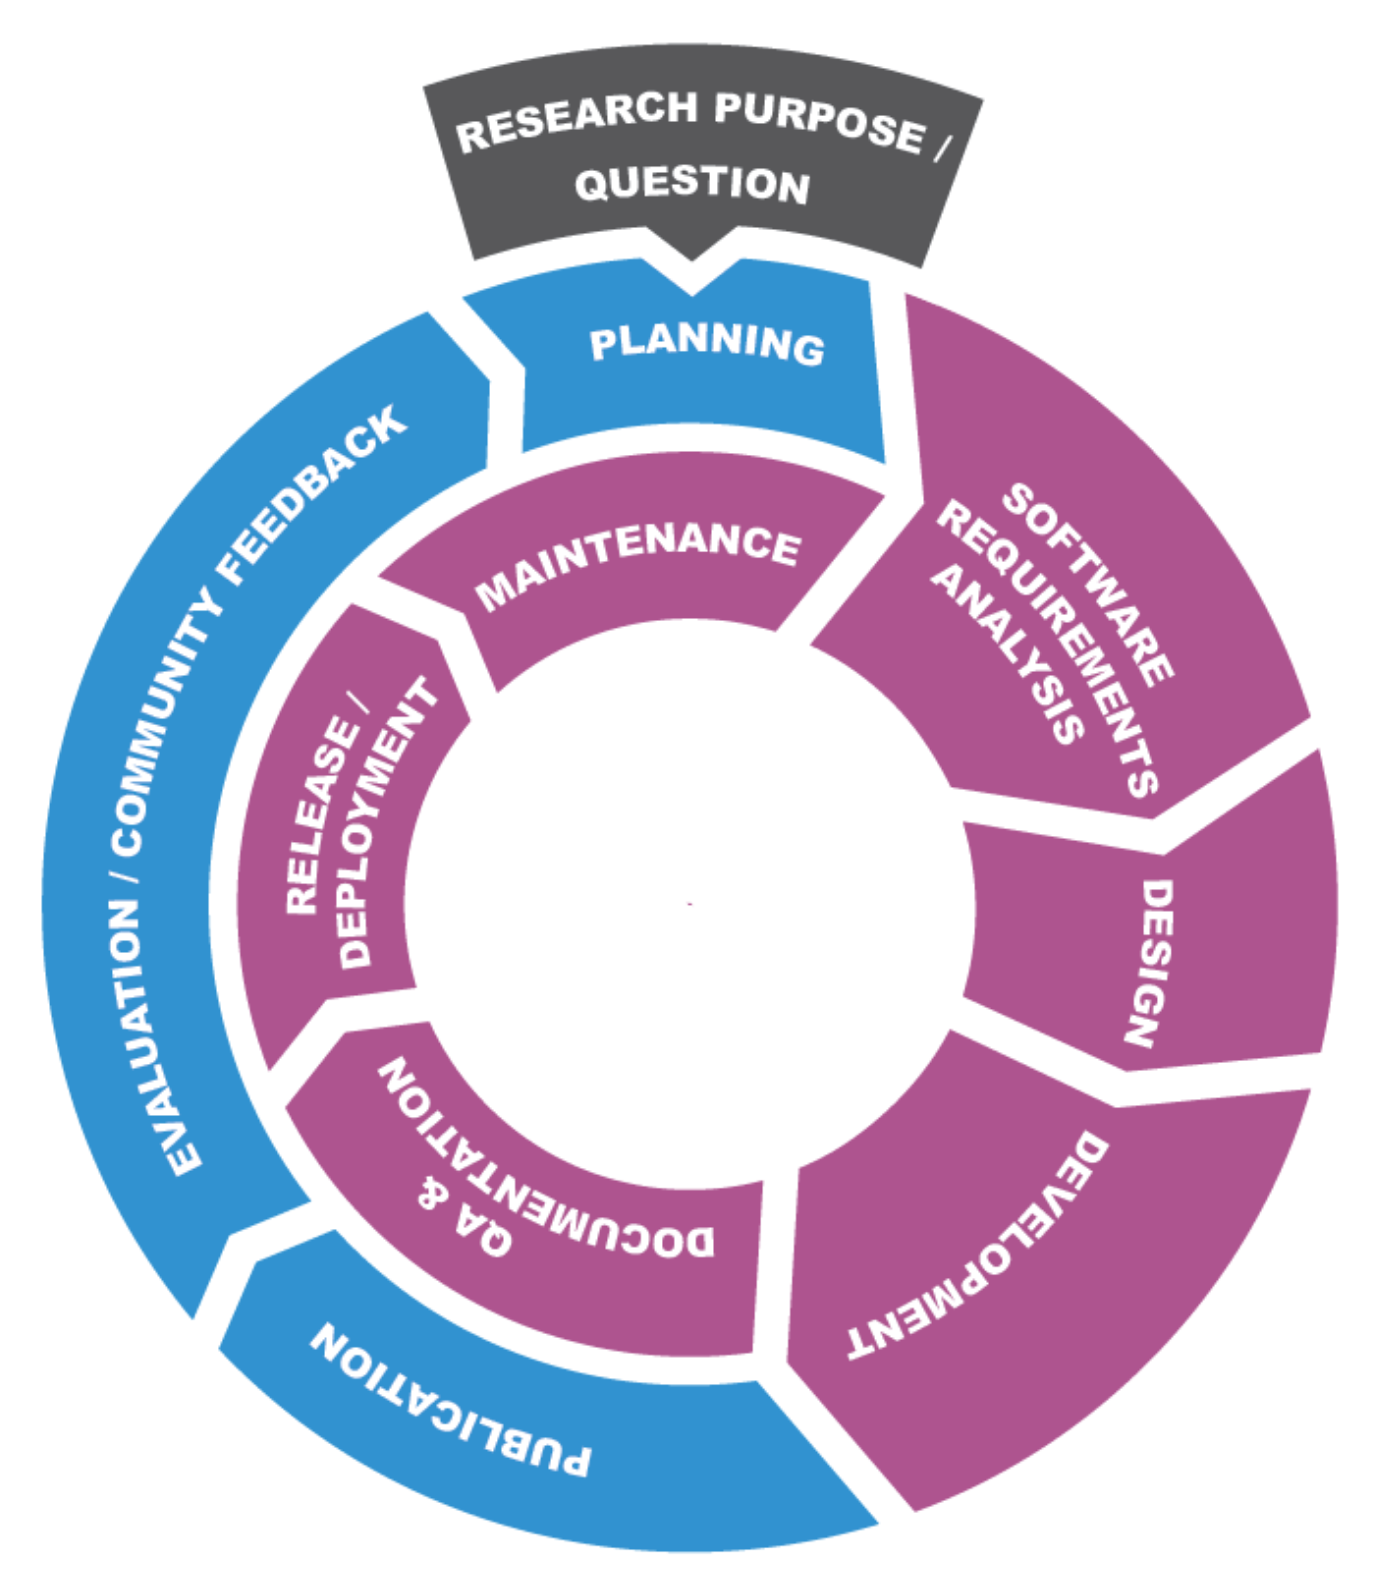 RESEARCH PURPOSE /
QUESTION
PLANNING
SOFTWARE
REQUIREMENTS
ANALYSIS
DESIGN
DEVELOPMENT
QA &
DOCUMENTATION
RELEASE /
DEPLOYMENT
MAINTENANCE
PUBLICATION
EVALUATION / COMMUNITY FEEDBACK